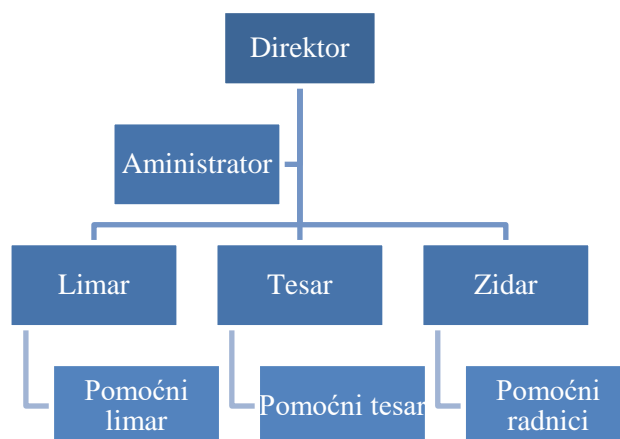 Direktor
Aministrator
Limar
Tesar
Zidar
Pomoćni
limar
Pomoćni tesar
Pomoćni
radnici